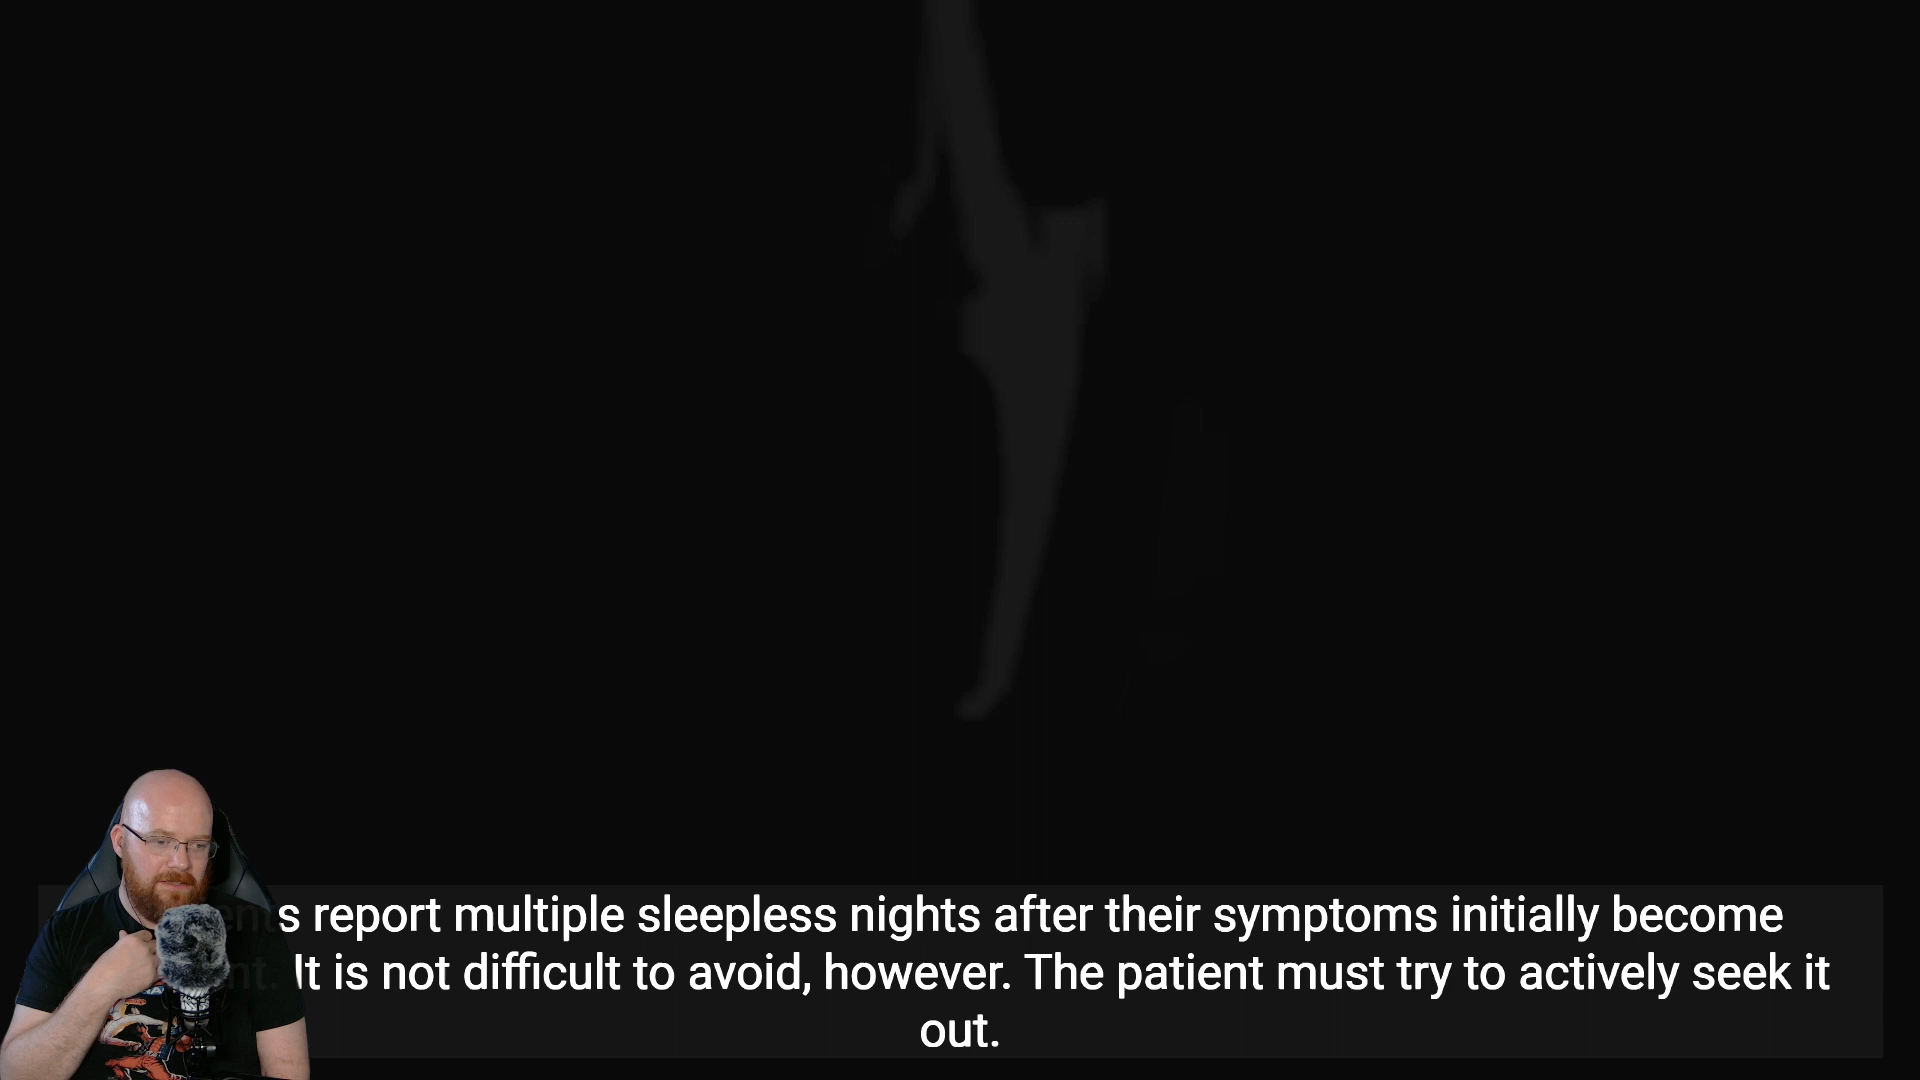 report multiple sleepless nights after their symptoms initially become
It is not difficult to avoid, however. The patient must try to actively seek it
out.